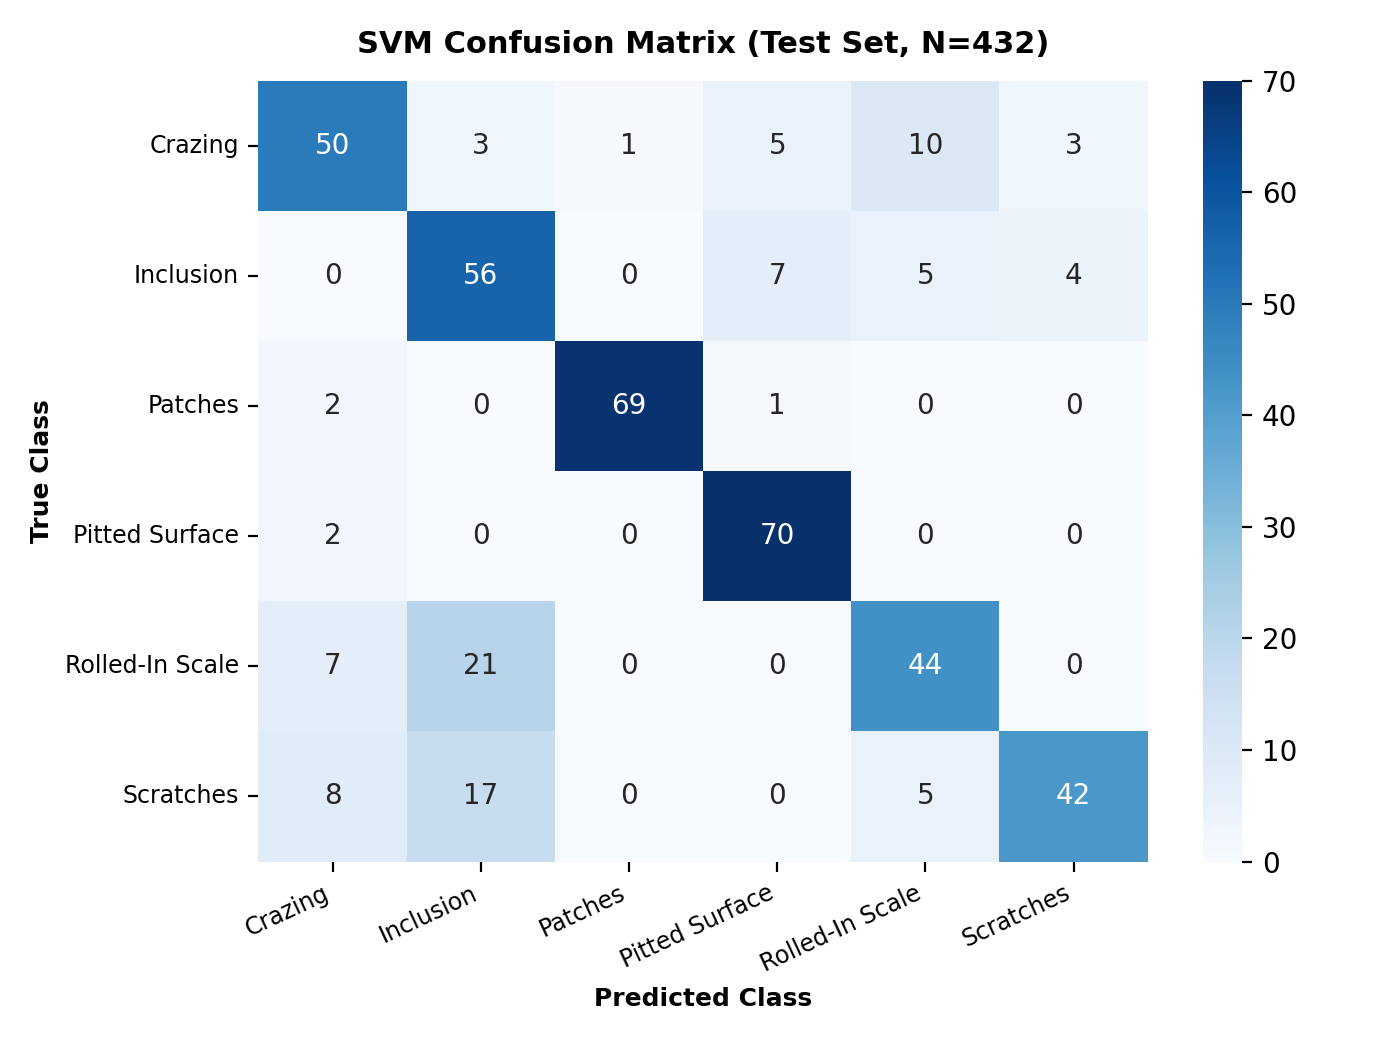 SVM Confusion Matrix (Test Set, N=432)
Crazing 50 3 1 5 10 3
Inclusion 0 56 0 7 5 4
Patches 2 0 69 1 0 0
Pitted Surface 2 0 0 70 0 0
Rolled-In Scale 7 21 0 0 44 0
Scratches 8 17 0 0 5 42
True Class
Crazing Inclusion Patches Pitted Surface Rolled-In Scale Scratches
Predicted Class
70
60
50
40
30
20
10
0